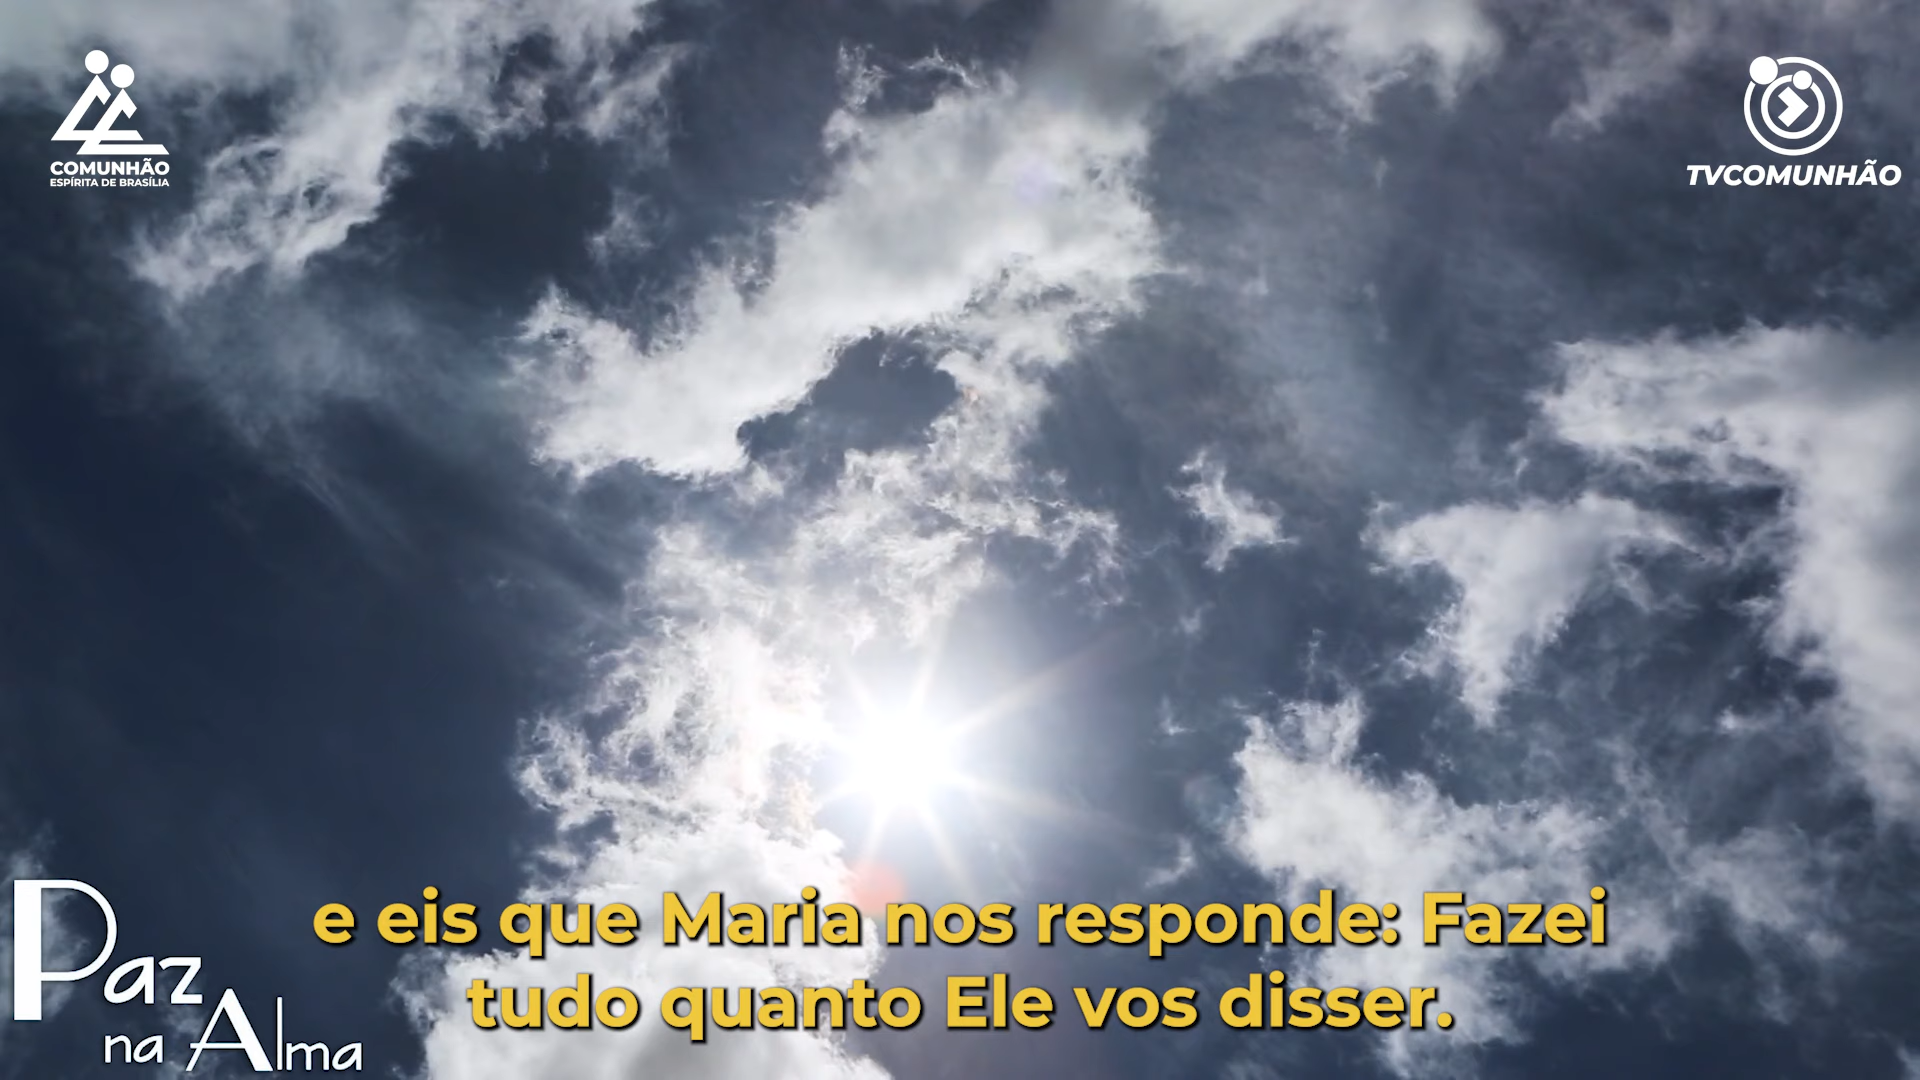 COMUNHÃO
ESPÍRITA DE BRASÍLIA
TVCOMUNHÃO
e eis que Maria nos responde: Fazei
tudo quanto Ele vos disser.
Paz
na Alma